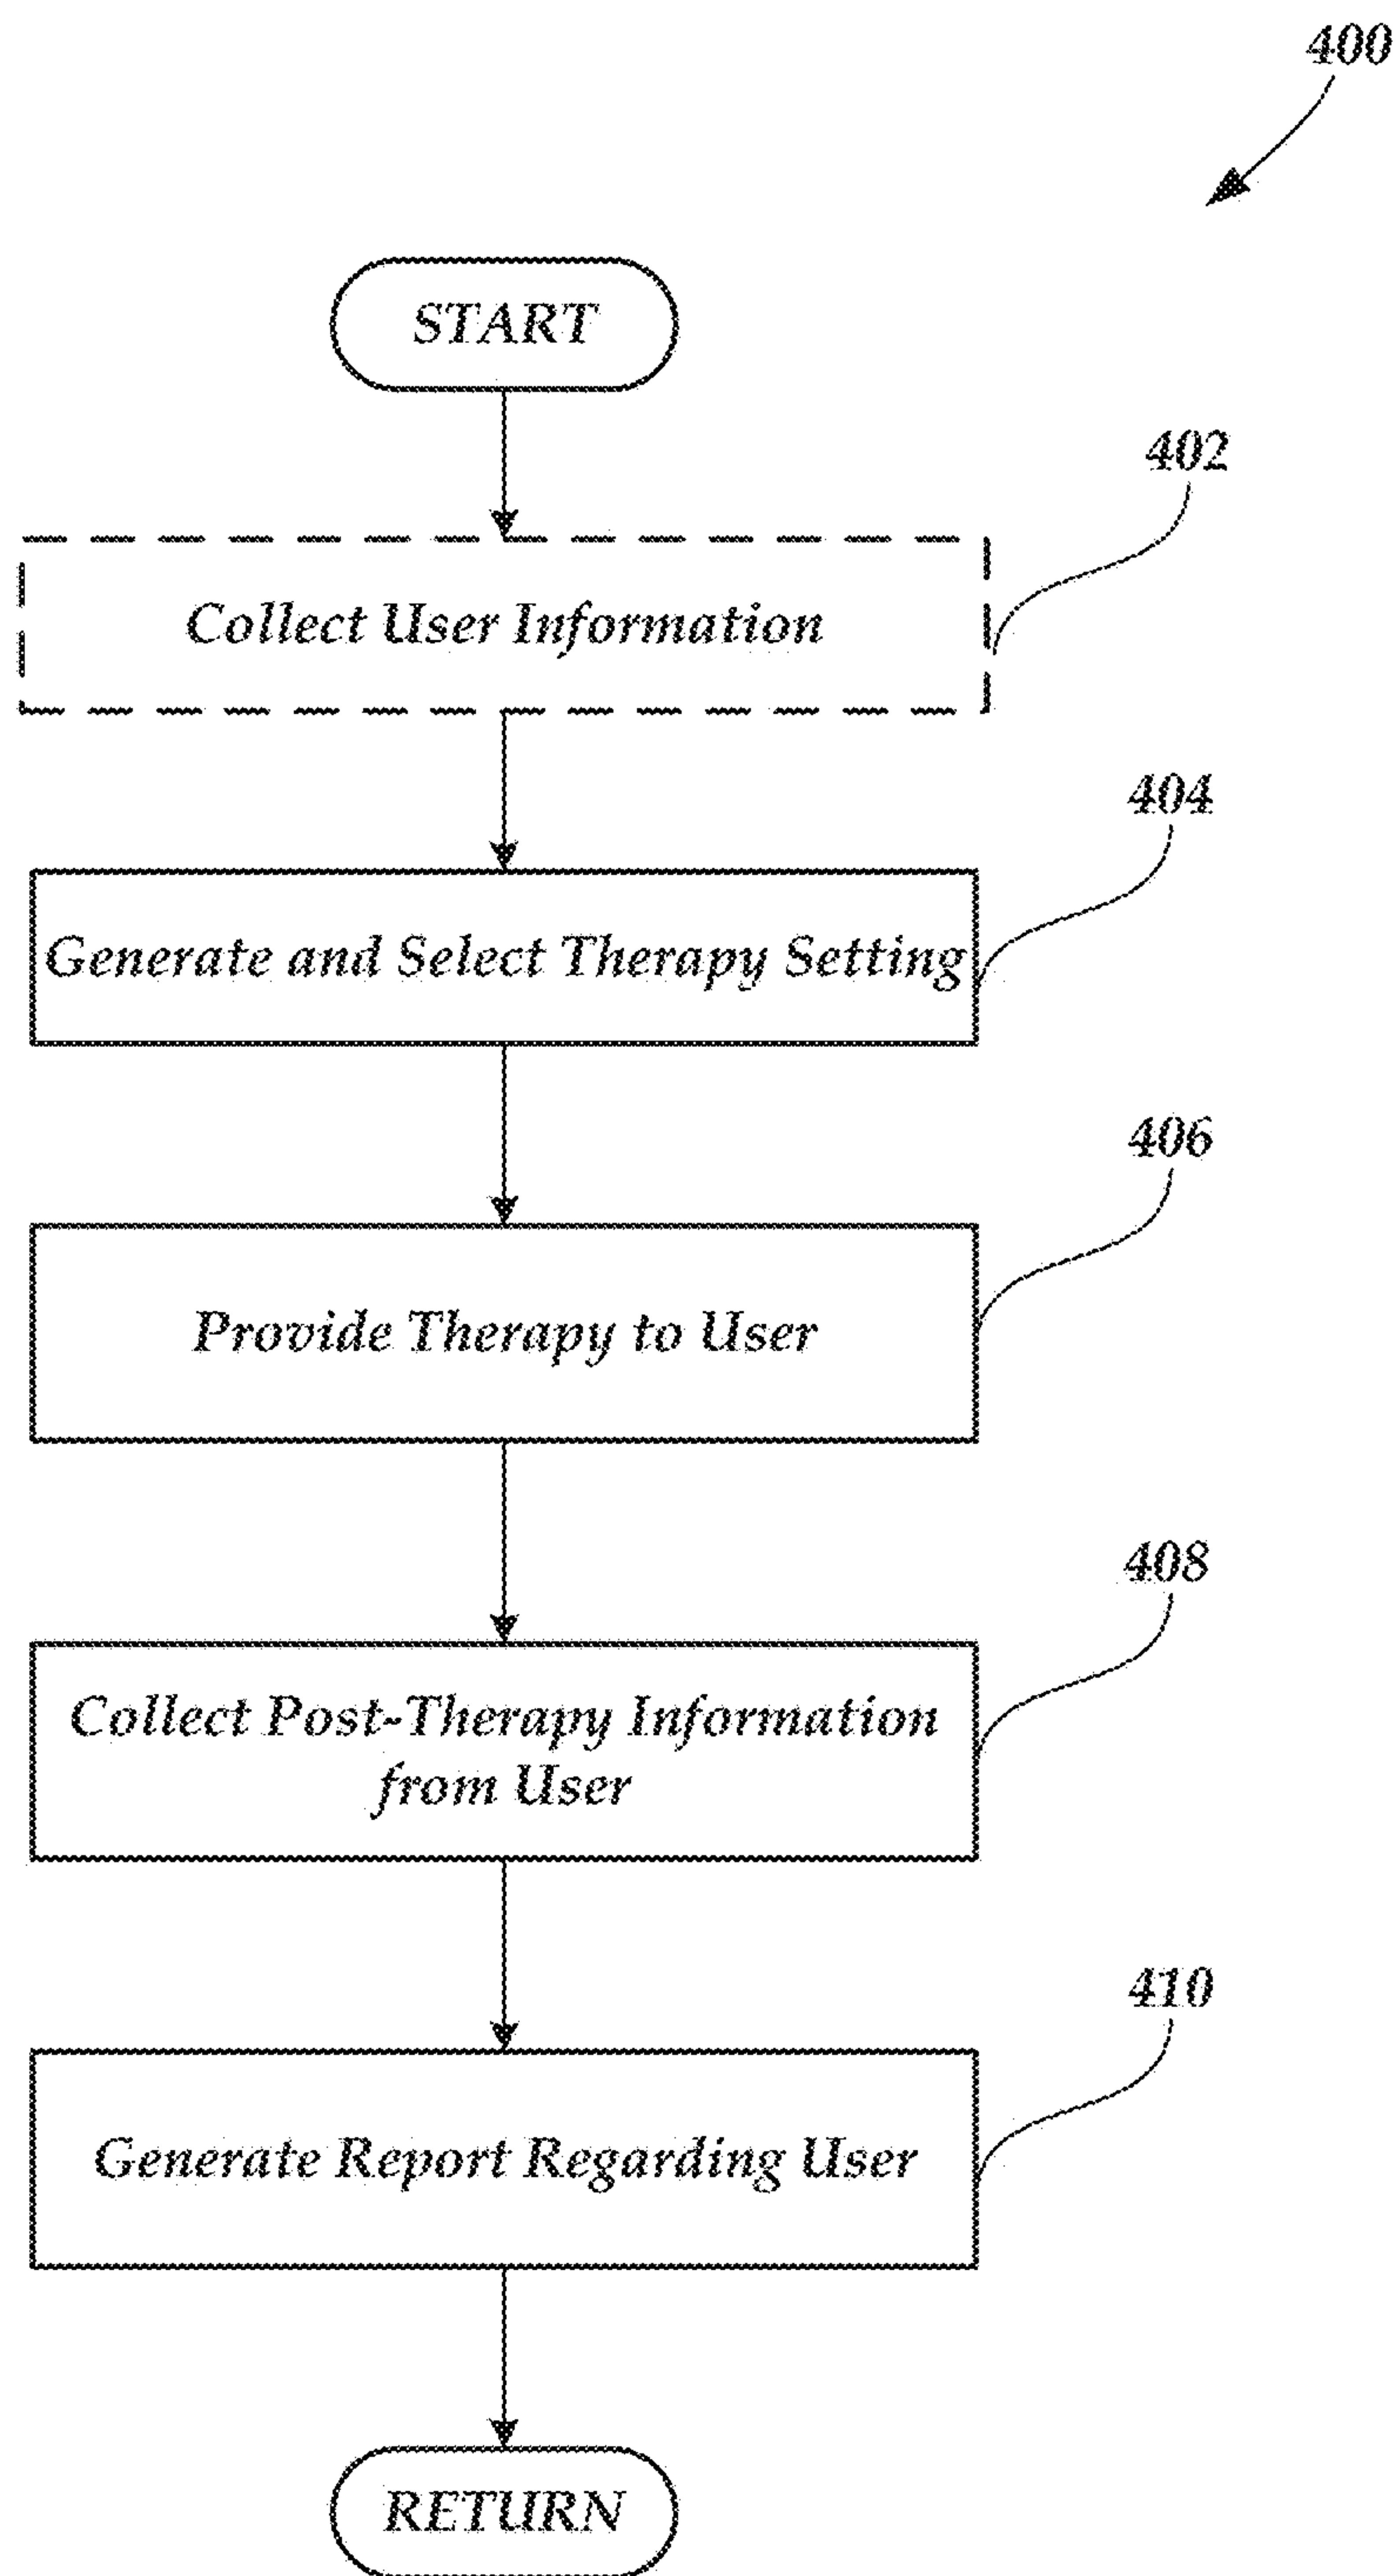 400
START
402
Collect User Information
404
Generate and Select Therapy Setting
406
Provide Therapy to User
408
Collect Post-Therapy Information
from User
410
Generate Report Regarding User
RETURN